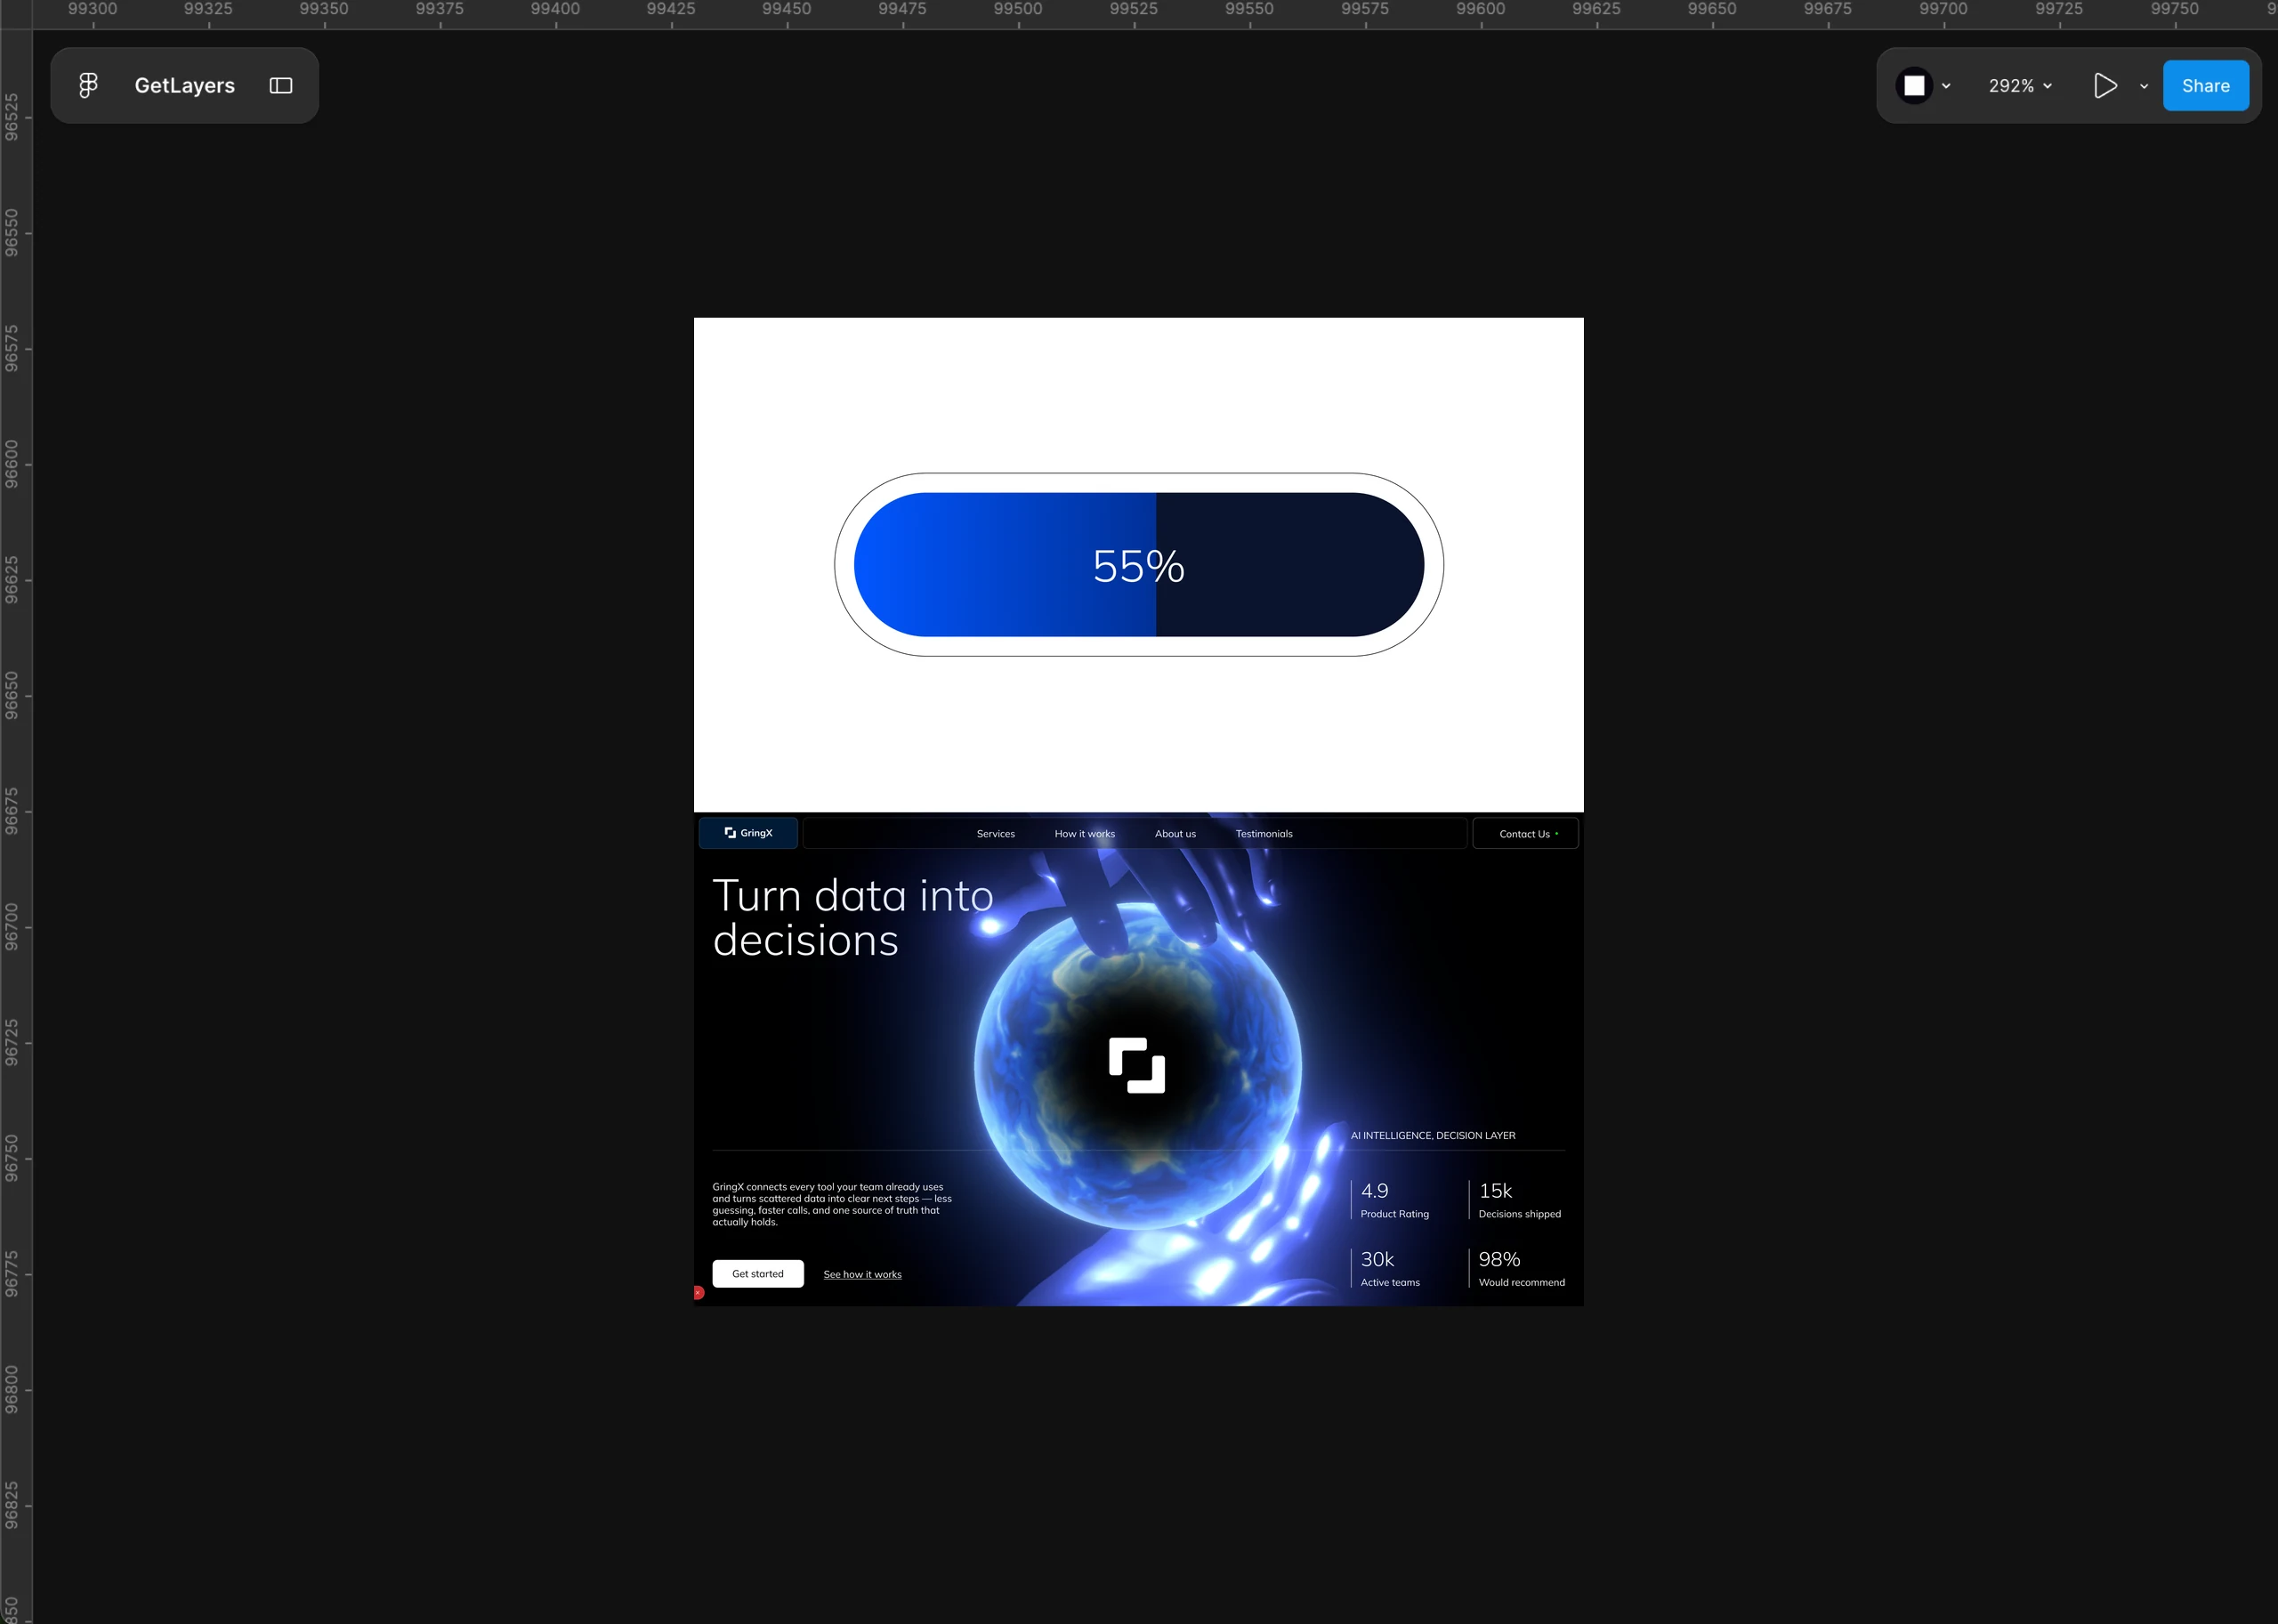 99300 99325 99350 99375 99400 99425 99450 99475 99500 99525 99550 99575 99600 99625 99650 99675 99700 99725 99750
GetLayers
292%
Share
96525
96550
96575
96600
96625
96650
96675
96700
96725
96750
96775
96800
96825
55%
GringX
Services
How it works
About us
Testimonials
Contact Us
Turn data into
decisions
AI INTELLIGENCE, DECISION LAYER
GringX connects every tool your team already uses
and turns scattered data into clear next steps — less
guessing, faster calls, and one source of truth that
actually holds.
Get started
See how it works
4.9
Product Rating
15k
Decisions shipped
30k
Active teams
98%
Would recommend